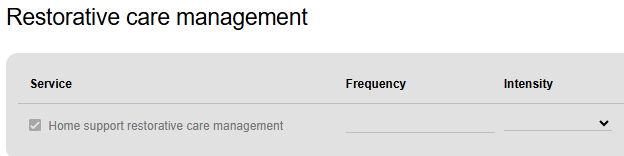 Restorative care management
Service Frequency Intensity
Home support restorative care management